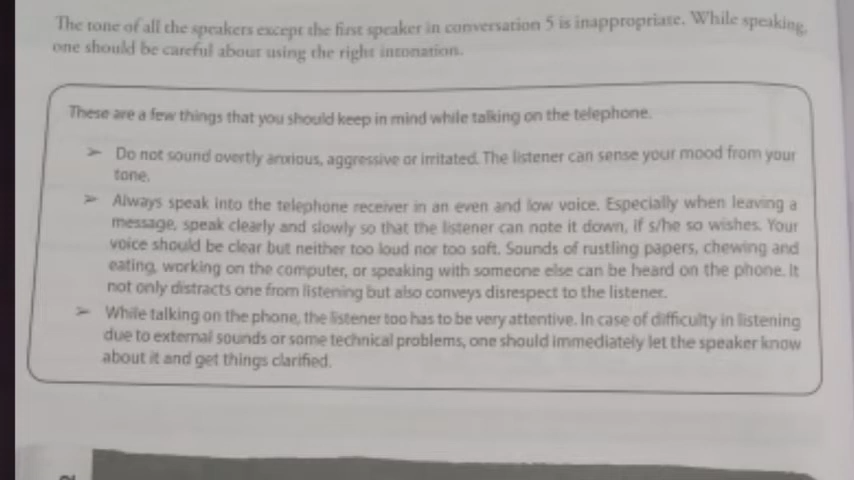 The tone of all the speakers except the first speaker in conversation 5 is inappropriate. While speaking,
one should be careful about using the right intonation.
These are a few things that you should keep in mind while talking on the telephone.
➢ Do not sound overtly anxious, aggressive or irritated. The listener can sense your mood from your
tone.
➢ Always speak into the telephone receiver in an even and low voice. Especially when leaving a
message, speak clearly and slowly so that the listener can note it down, if s/he so wishes. Your
voice should be clear but neither too loud nor too soft. Sounds of rustling papers, chewing and
eating, working on the computer, or speaking with someone else can be heard on the phone. It
not only distracts one from listening but also conveys disrespect to the listener.
➢ While talking on the phone, the listener too has to be very attentive. In case of difficulty in listening
due to external sounds or some technical problems, one should immediately let the speaker know
about it and get things clarified.